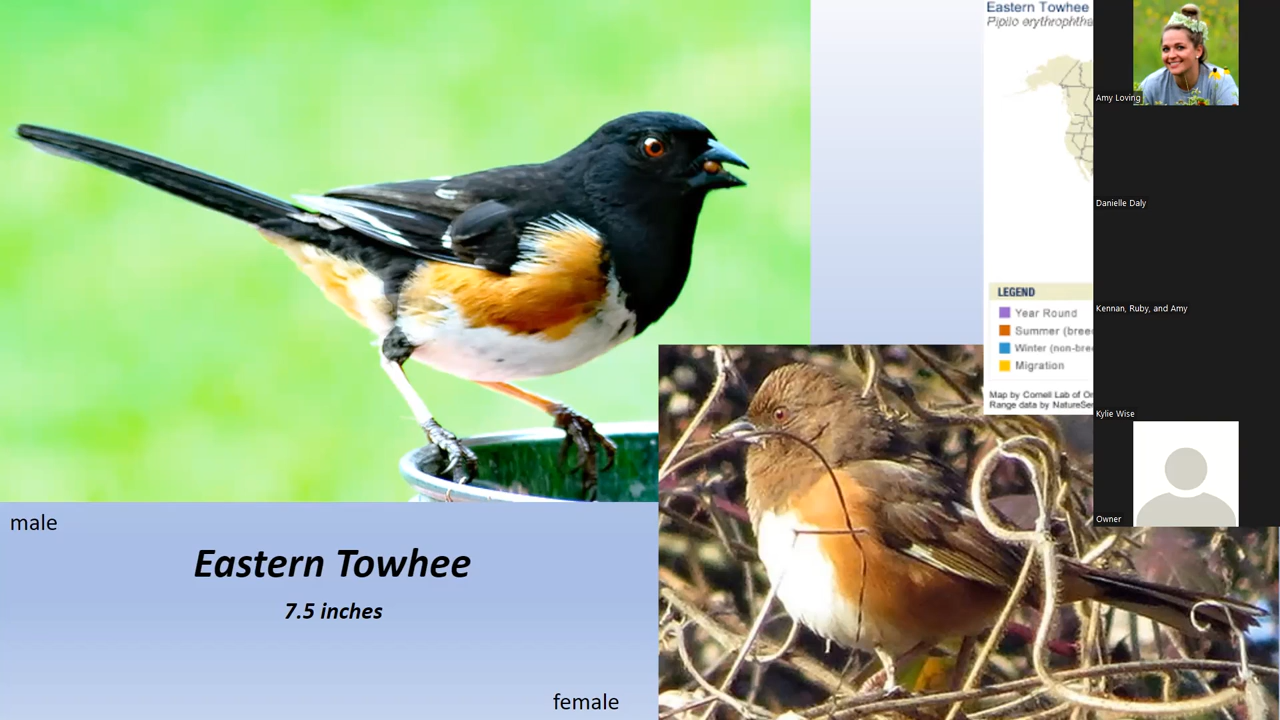 Eastern Towhee
Pipilo erythrophtha
LEGEND
Year Round
Summer (bree
Winter (non-bre
Migration
Map by Cornell Lab of Or
Range data by NatureSer
male
Eastern Towhee
7.5 inches
female
Amy Loving
Danielle Daly
Kennan, Ruby, and Amy
Kylie Wise
Owner